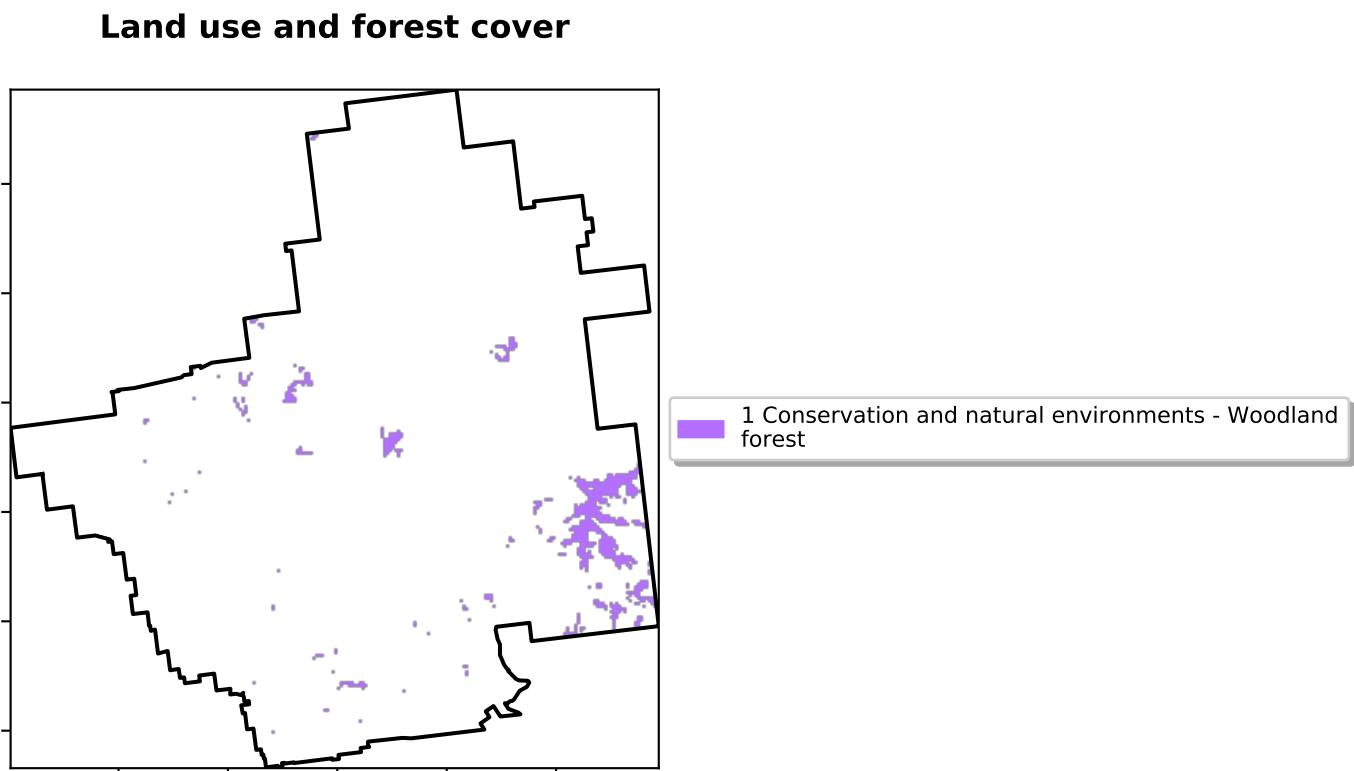 Land use and forest cover
1 Conservation and natural environments - Woodland
forest